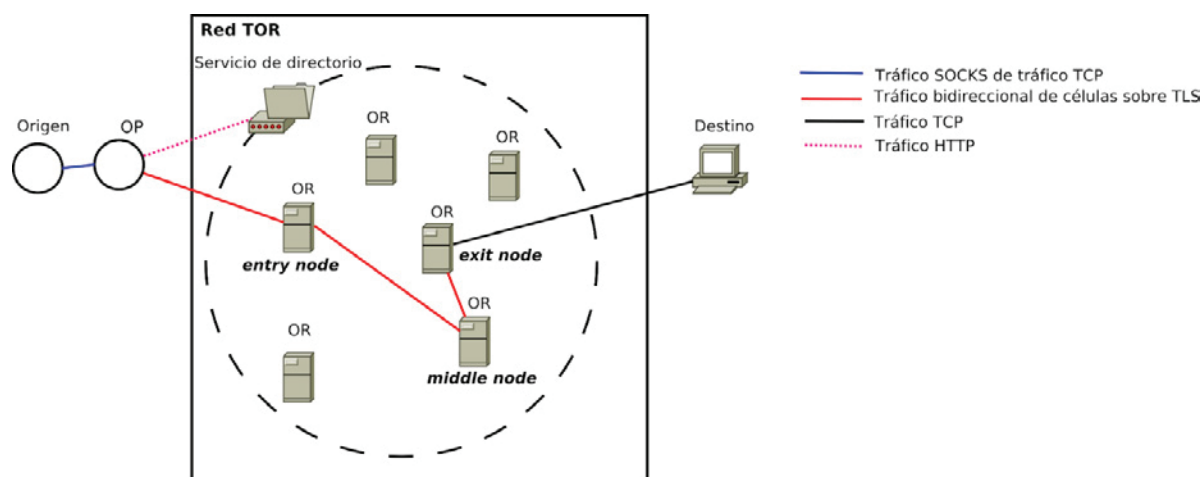 Red TOR
Servicio de directorio
Origen
OP
OR
OR
Destino
OR
entry node
OR
exit node
OR
middle node
OR
Tráfico SOCKS de tráfico TCP
Tráfico bidireccional de células sobre TLS
Tráfico TCP
Tráfico HTTP